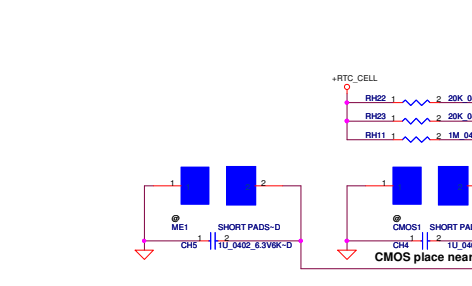 +RTC_CELL
RH22 1 2 20K_0
RH23 1 2 20K_0
RH11 1 2 1M_04
1 2 1
@ @
ME1 SHORT PADS~D CMOS1 SHORT PA
CH5 1 2 1U_0402_6.3V6K~D CH4 1 2 1U_04
CMOS place near